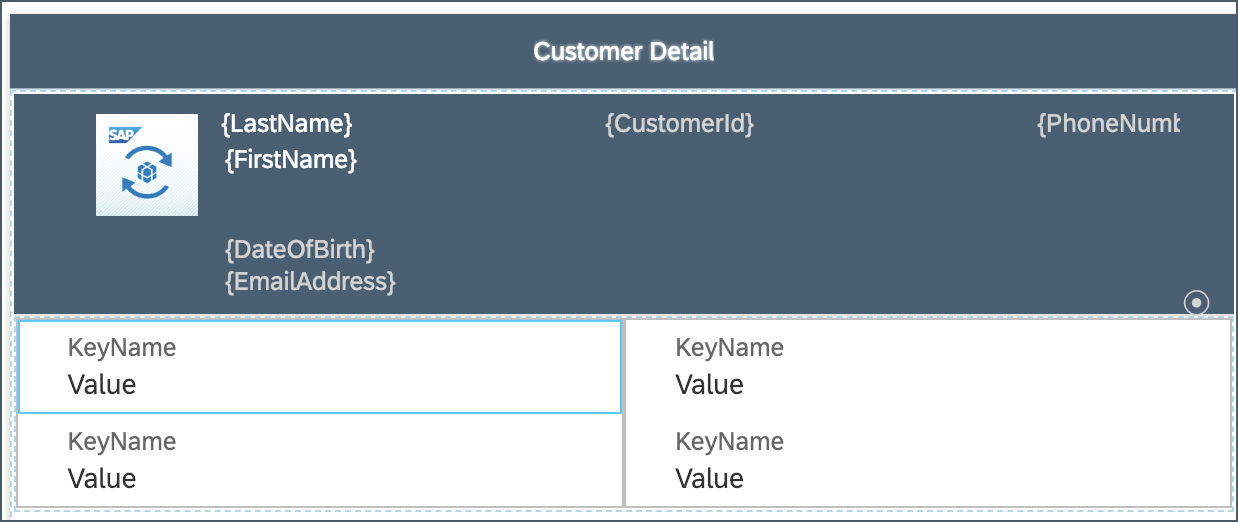 Customer Detail
SAP
{LastName}
{FirstName}
{CustomerId}
{PhoneNumb
{DateOfBirth}
{EmailAddress}
KeyName
Value
KeyName
Value
KeyName
Value
KeyName
Value